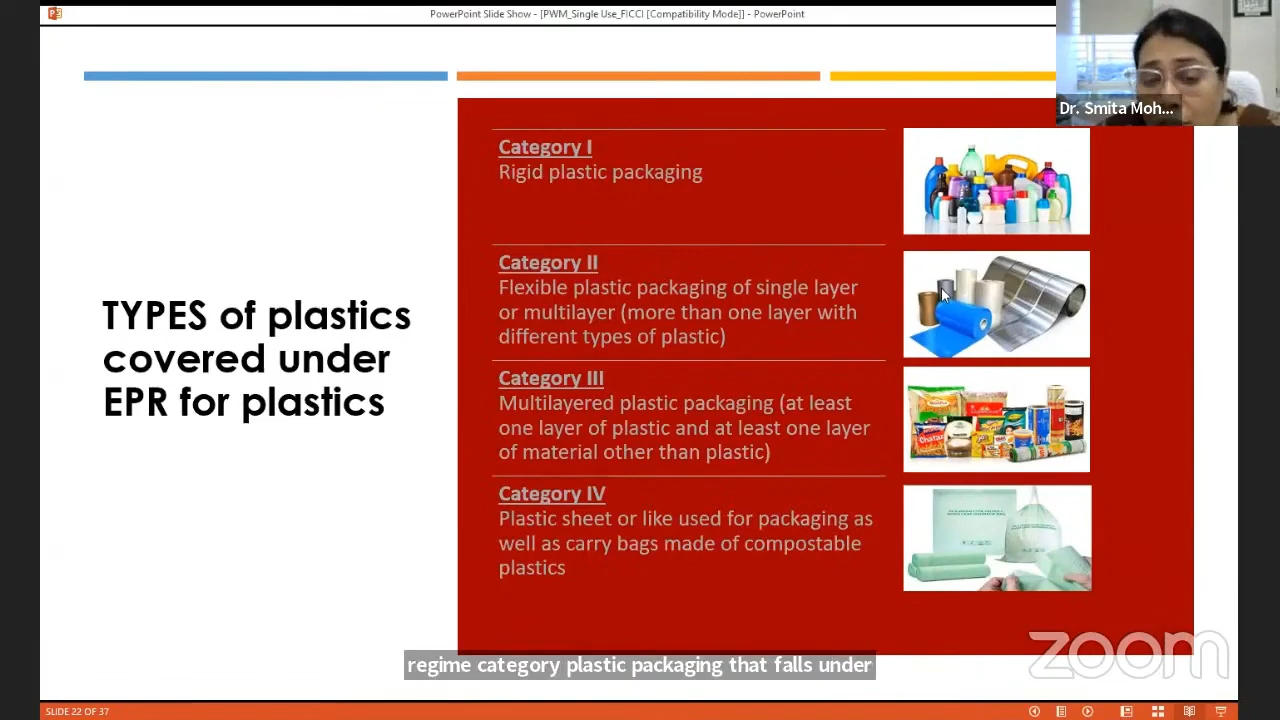 PowerPoint Slide Show - [PWM_Single Use_FICCI [Compatibility Mode]] - PowerPoint
Dr. Smita Moh...
TYPES of plastics
covered under
EPR for plastics
Category I
Rigid plastic packaging
Category II
Flexible plastic packaging of single layer
or multilayer (more than one layer with
different types of plastic)
Category III
Multilayered plastic packaging (at least
one layer of plastic and at least one layer
of material other than plastic)
Category IV
Plastic sheet or like used for packaging as
well as carry bags made of compostable
plastics
zoom
regime category plastic packaging that falls under
SLIDE 22 OF 37